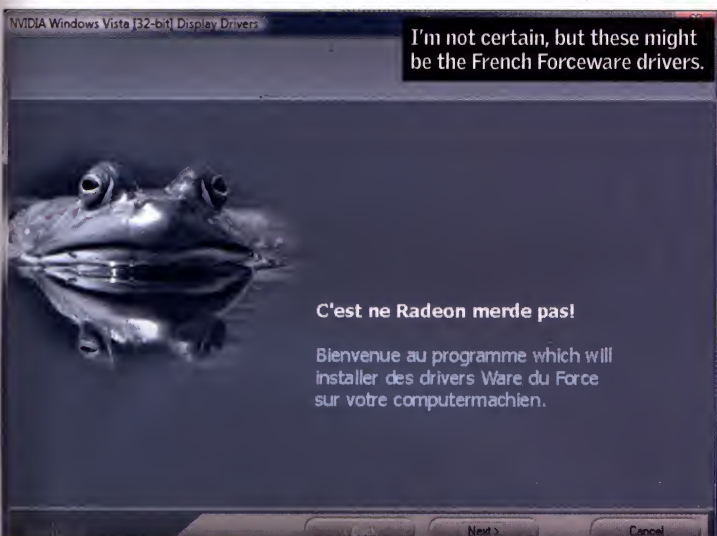 NVIDIA Windows Vista [32-bit] Display Drivers
I'm not certain, but these might
be the French Forceware drivers.
C'est ne Radeon merde pas!
Bienvenue au programme which will
installer des drivers Ware du Force
sur votre computermachien.
Next >
Cancel